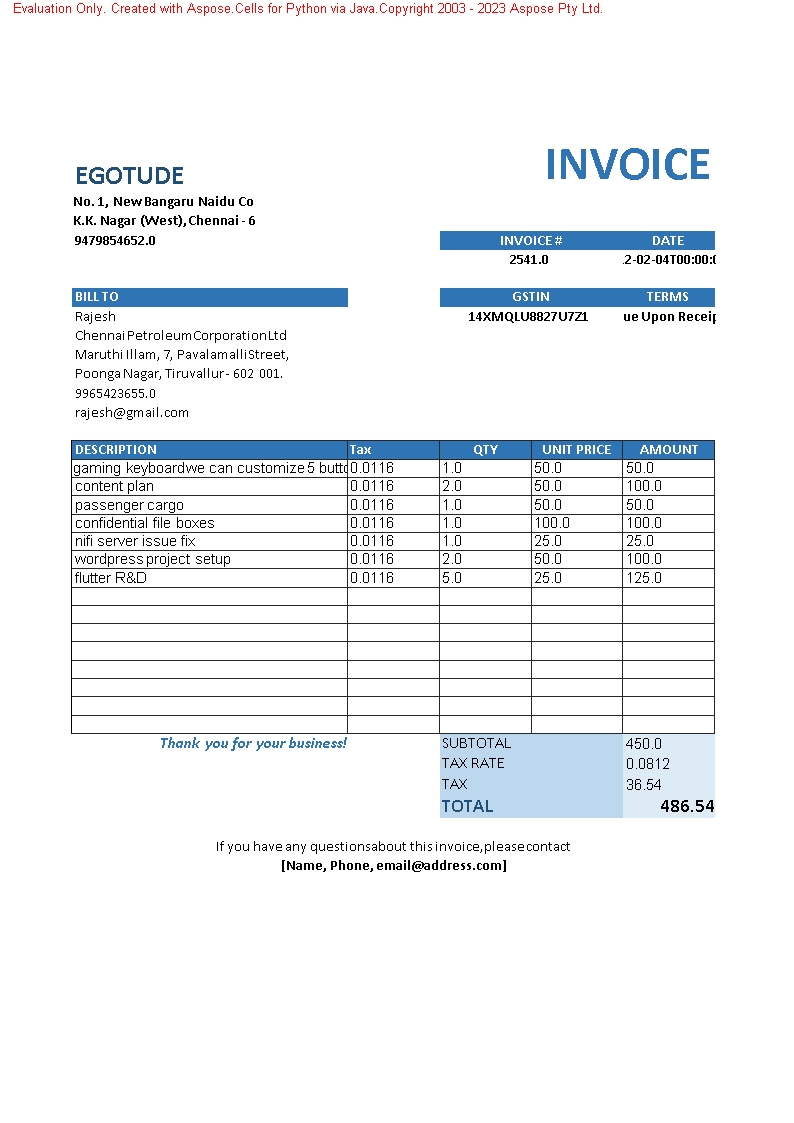 Evaluation Only. Created with Aspose.Cells for Python via Java.Copyright 2003 - 2023 Aspose Pty Ltd.
INVOICE
EGOTUDE
No. 1, New Bangaru Naidu Co
K.K. Nagar (West), Chennai - 6
9479854652.0
INVOICE # DATE
2541.0 2-02-04T00:00:0
BILL TO GSTIN TERMS
Rajesh 14XMQLU8827U7Z1 ue Upon Receip
Chennai Petroleum Corporation Ltd
Maruthi Illam, 7, Pavalamalli Street,
Poonga Nagar, Tiruvallur - 602 001.
9965423655.0
rajesh@gmail.com
DESCRIPTION Tax QTY UNIT PRICE AMOUNT
gaming keyboardwe can customize 5 butto 0.0116 1.0 50.0 50.0
content plan 0.0116 2.0 50.0 100.0
passenger cargo 0.0116 1.0 50.0 50.0
confidential file boxes 0.0116 1.0 100.0 100.0
nifi server issue fix 0.0116 1.0 25.0 25.0
wordpress project setup 0.0116 2.0 50.0 100.0
flutter R&D 0.0116 5.0 25.0 125.0
Thank you for your business! SUBTOTAL 450.0
TAX RATE 0.0812
TAX 36.54
TOTAL 486.54
If you have any questions about this invoice, please contact
[Name, Phone, email@address.com]